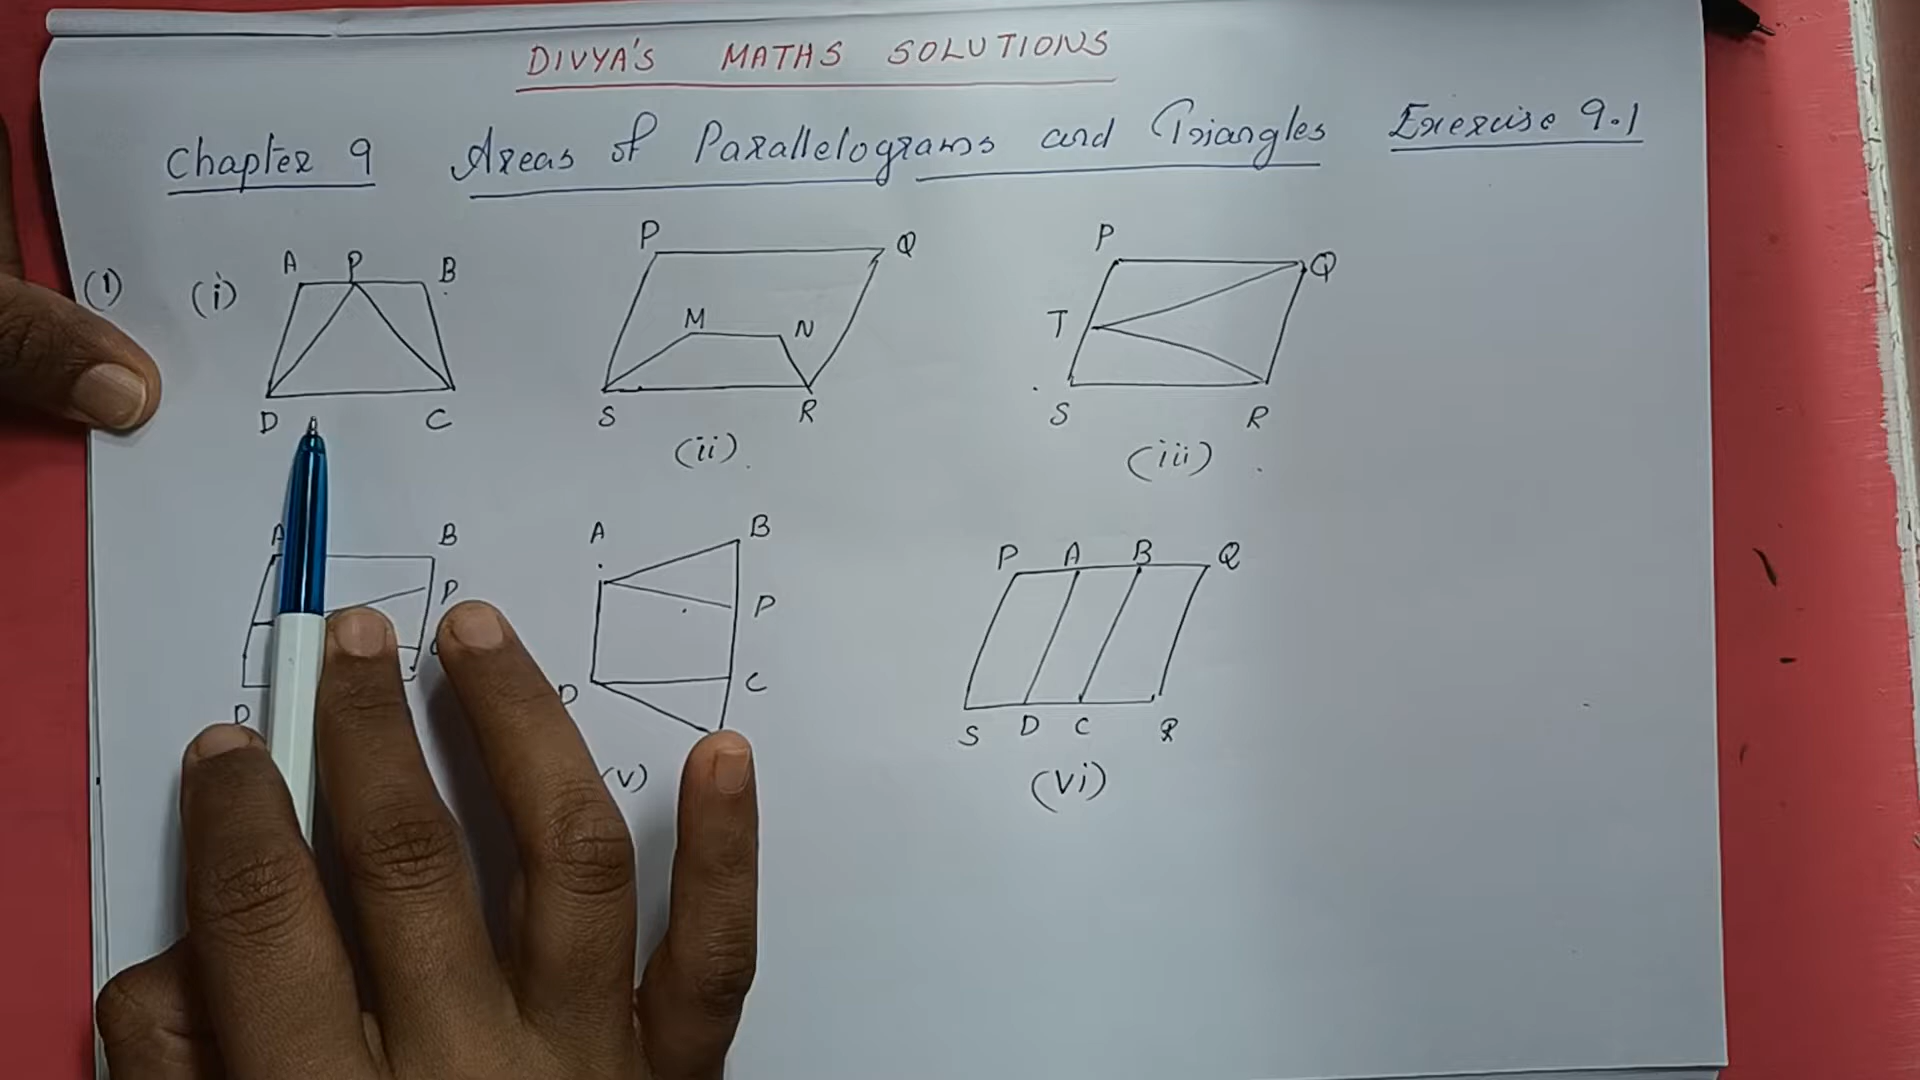 DIVYA'S MATHS SOLUTIONS
Chapter 9 Areas of Parallelograms and Triangles Exercise 9.1
(1) (i) A P B
D C
P Q
M N
S R
(ii)
P Q
T
S R
(iii)
A B
P
D
A B
P
D C
(v)
P A B Q
S D C R
(vi)